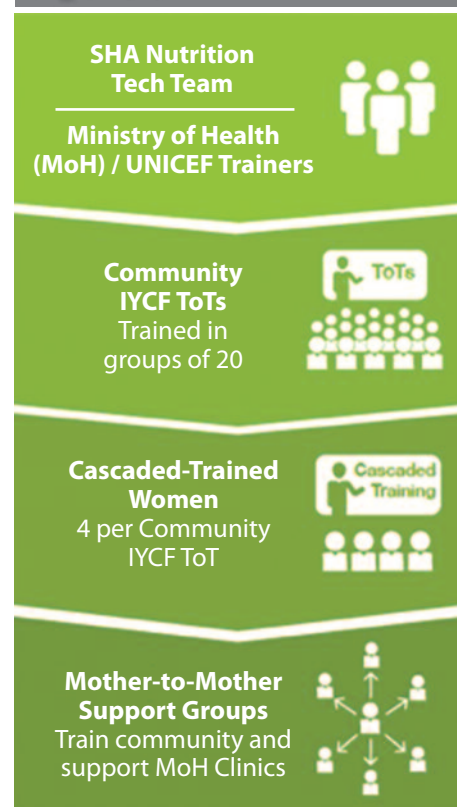 SHA Nutrition
Tech Team
Ministry of Health
(MoH) / UNICEF Trainers
Community
IYCF ToTs
Trained in
groups of 20
ToTs
Cascaded-Trained
Women
4 per Community
IYCF ToT
Cascaded
Training
Mother-to-Mother
Support Groups
Train community and
support MoH Clinics